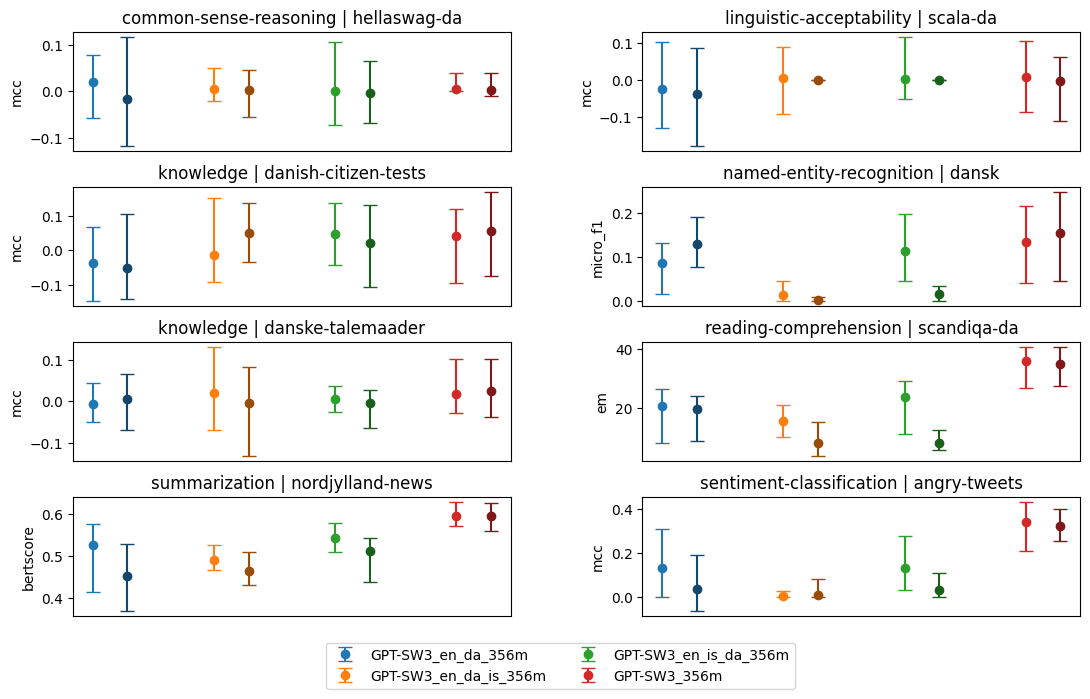 common-sense-reasoning | hellaswag-da
mcc
0.1
0.0
−0.1
linguistic-acceptability | scala-da
mcc
0.1
0.0
−0.1
knowledge | danish-citizen-tests
mcc
0.1
0.0
−0.1
named-entity-recognition | dansk
micro_f1
0.2
0.1
0.0
knowledge | danske-talemaader
mcc
0.1
0.0
−0.1
reading-comprehension | scandiqa-da
em
40
20
summarization | nordjylland-news
bertscore
0.6
0.5
0.4
sentiment-classification | angry-tweets
mcc
0.4
0.2
0.0
GPT-SW3_en_da_356m
GPT-SW3_en_da_is_356m
GPT-SW3_en_is_da_356m
GPT-SW3_356m